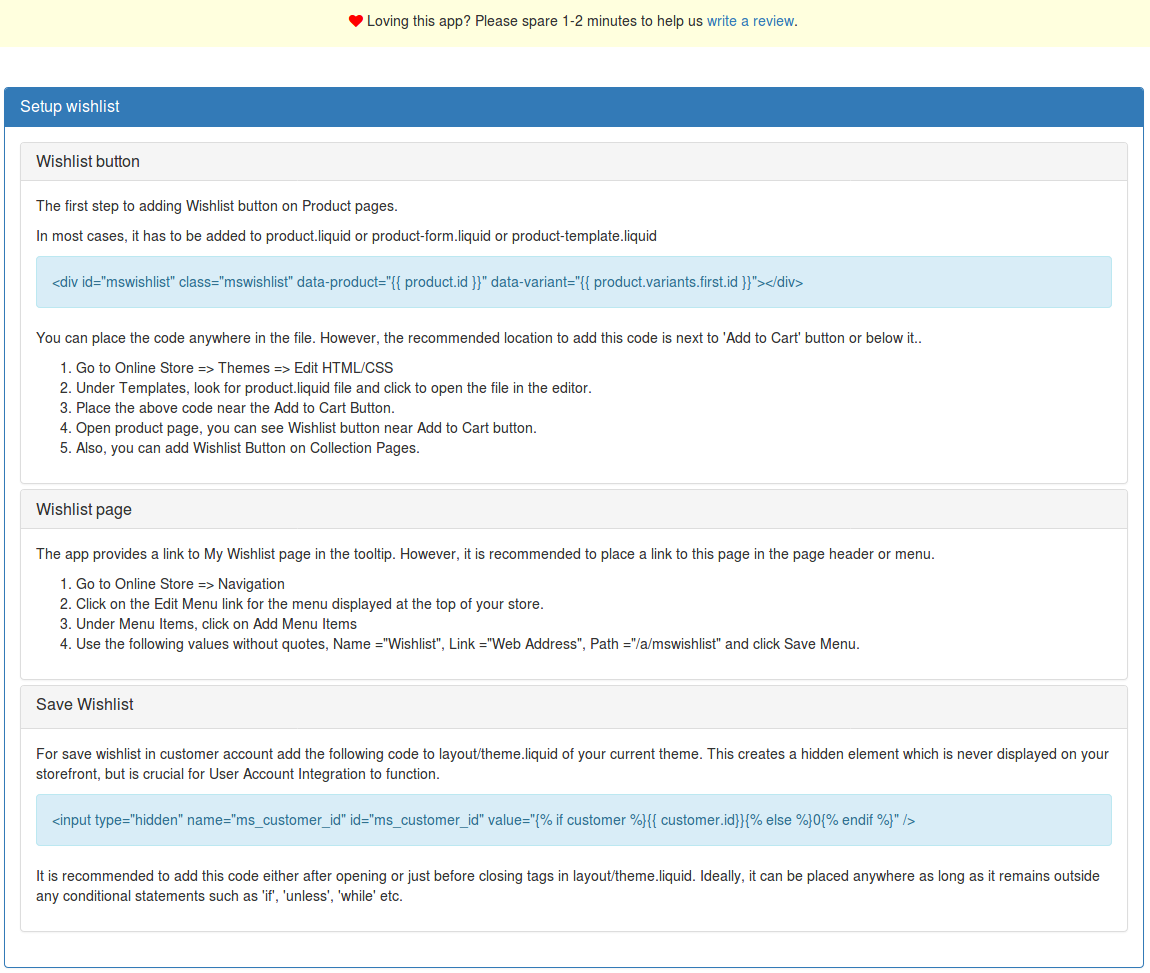 Loving this app? Please spare 1-2 minutes to help us write a review.
Setup wishlist
Wishlist button
The first step to adding Wishlist button on Product pages.
In most cases, it has to be added to product.liquid or product-form.liquid or product-template.liquid
<div id="mswishlist" class="mswishlist" data-product="{{ product.id }}" data-variant="{{ product.variants.first.id }}"></div>
You can place the code anywhere in the file. However, the recommended location to add this code is next to 'Add to Cart' button or below it..
1. Go to Online Store => Themes => Edit HTML/CSS
2. Under Templates, look for product.liquid file and click to open the file in the editor.
3. Place the above code near the Add to Cart Button.
4. Open product page, you can see Wishlist button near Add to Cart button.
5. Also, you can add Wishlist Button on Collection Pages.
Wishlist page
The app provides a link to My Wishlist page in the tooltip. However, it is recommended to place a link to this page in the page header or menu.
1. Go to Online Store => Navigation
2. Click on the Edit Menu link for the menu displayed at the top of your store.
3. Under Menu Items, click on Add Menu Items
4. Use the following values without quotes, Name ="Wishlist", Link ="Web Address", Path ="/a/mswishlist" and click Save Menu.
Save Wishlist
For save wishlist in customer account add the following code to layout/theme.liquid of your current theme. This creates a hidden element which is never displayed on your
storefront, but is crucial for User Account Integration to function.
<input type="hidden" name="ms_customer_id" id="ms_customer_id" value="{% if customer %}{{ customer.id}}{% else %}0{% endif %}" />
It is recommended to add this code either after opening or just before closing tags in layout/theme.liquid. Ideally, it can be placed anywhere as long as it remains outside
any conditional statements such as 'if', 'unless', 'while' etc.